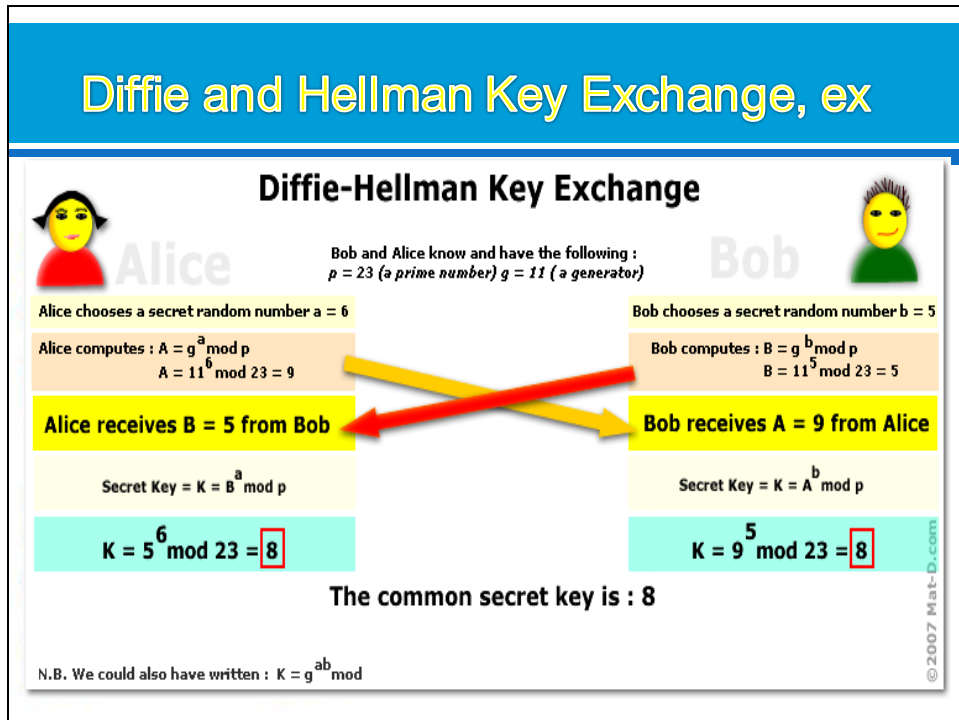 Diffie and Hellman Key Exchange, ex
Diffie-Hellman Key Exchange
Alice
Bob
Bob and Alice know and have the following :
p = 23 (a prime number) g = 11 ( a generator)
Alice chooses a secret random number a = 6
Bob chooses a secret random number b = 5
Alice computes : A = g^a mod p
A = 11^6 mod 23 = 9
Bob computes : B = g^b mod p
B = 11^5 mod 23 = 5
Alice receives B = 5 from Bob
Bob receives A = 9 from Alice
Secret Key = K = B^a mod p
Secret Key = K = A^b mod p
K = 5^6 mod 23 = 8
K = 9^5 mod 23 = 8
The common secret key is : 8
N.B. We could also have written : K = g^ab mod
©2007 Mat-D.com